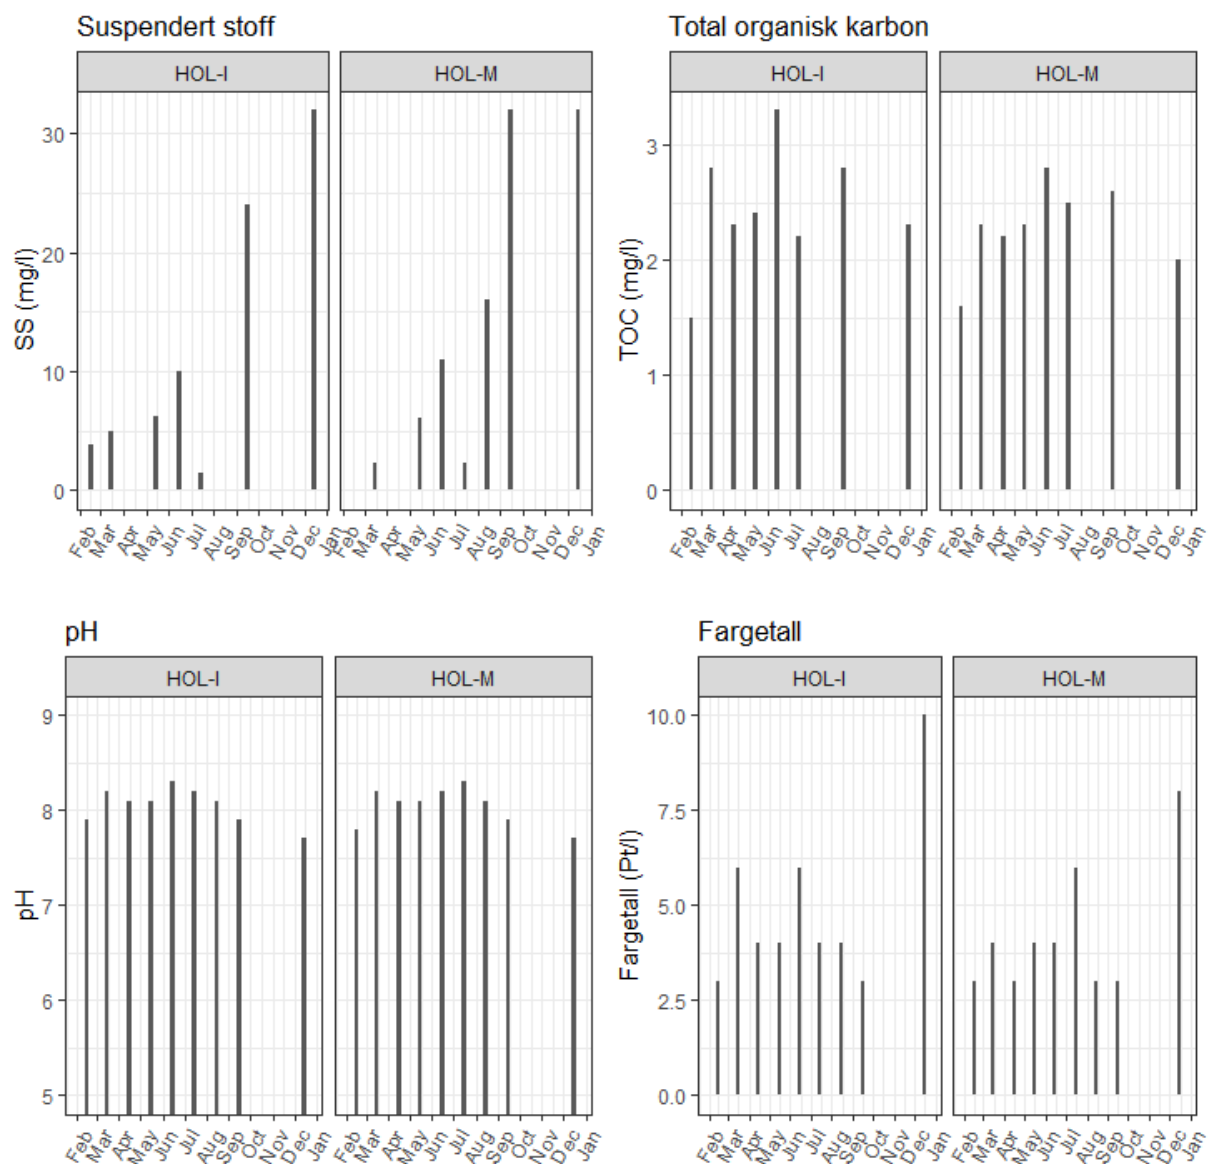 Suspendert stoff
HOL-I HOL-M
30
20
10
0
SS (mg/l)
Feb Mar Apr May Jun Jul Aug Sep Oct Nov Dec Jan
Feb Mar Apr May Jun Jul Aug Sep Oct Nov Dec Jan
Total organisk karbon
HOL-I HOL-M
3
2
1
0
TOC (mg/l)
Feb Mar Apr May Jun Jul Aug Sep Oct Nov Dec Jan
Feb Mar Apr May Jun Jul Aug Sep Oct Nov Dec Jan
pH
HOL-I HOL-M
9
8
7
6
5
pH
Feb Mar Apr May Jun Jul Aug Sep Oct Nov Dec Jan
Feb Mar Apr May Jun Jul Aug Sep Oct Nov Dec Jan
Fargetall
HOL-I HOL-M
10.0
7.5
5.0
2.5
0.0
Fargetall (Pt/l)
Feb Mar Apr May Jun Jul Aug Sep Oct Nov Dec Jan
Feb Mar Apr May Jun Jul Aug Sep Oct Nov Dec Jan